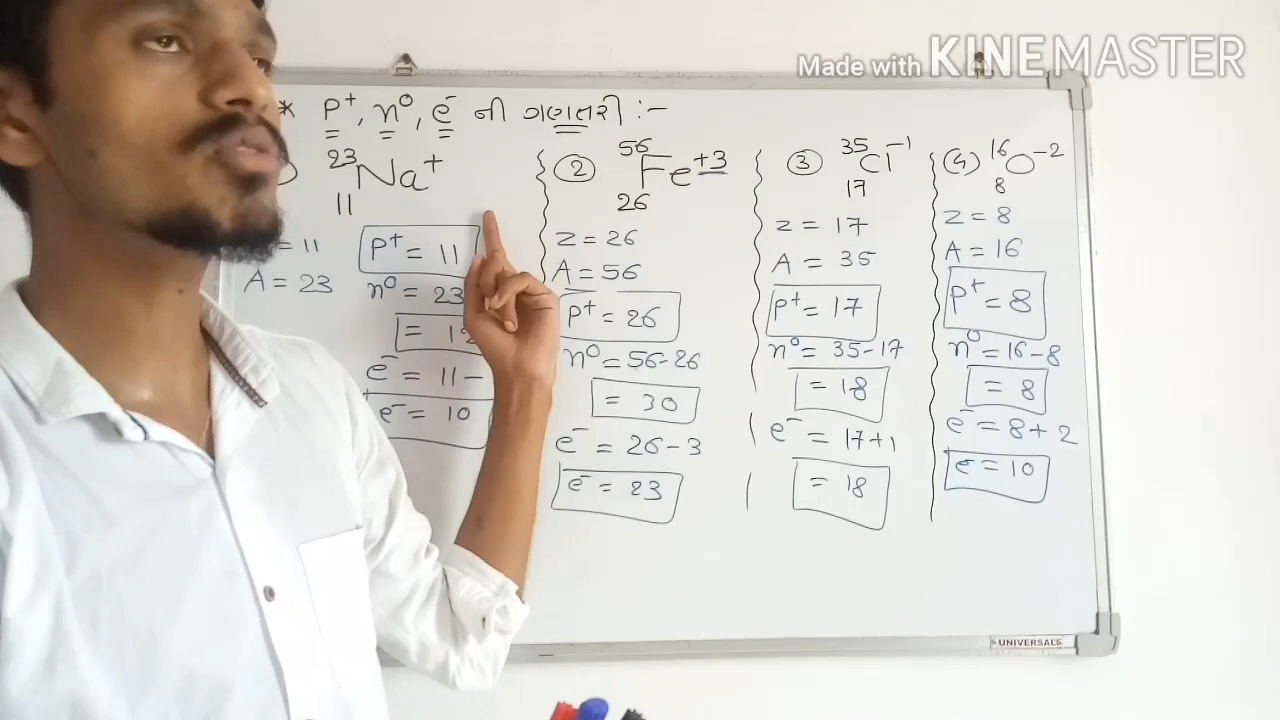 Made with KINEMASTER
* P⁺, n⁰, e⁻ ની ગણતરી :-
²³₁₁Na⁺
= 11
A = 23
P⁺ = 11
n⁰ = 23
= 12
e⁻ = 11 -
e⁻ = 10
② ⁵⁶₂₆Fe⁺³
Z = 26
A = 56
P⁺ = 26
n⁰ = 56-26
= 30
e⁻ = 26-3
e⁻ = 23
③ ³⁵₁₇Cl⁻¹
Z = 17
A = 35
P⁺ = 17
n⁰ = 35-17
= 18
e⁻ = 17+1
= 18
(4) ¹⁶₈O⁻²
Z = 8
A = 16
P⁺ = 8
n⁰ = 16-8
= 8
e⁻ = 8+2
e⁻ = 10
UNIVERSAL